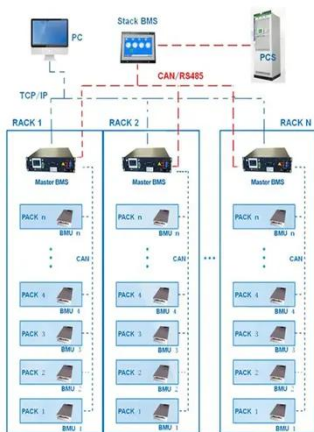 PC
Stack BMS
PCS
CAN/RS485
TCP/IP
RACK 1
RACK 2
RACK N
Master BMS
Master BMS
Master BMS
PACK n
BMU n
PACK n
BMU n
PACK n
BMU n
CAN
CAN
...
CAN
PACK 4
BMU 4
PACK 4
BMU 4
PACK 4
BMU 4
PACK 3
BMU 3
PACK 3
BMU 3
PACK 3
BMU 3
PACK 2
BMU 2
PACK 2
BMU 2
PACK 2
BMU 2
PACK 1
BMU 1
PACK 1
BMU 1
PACK 1
BMU 1